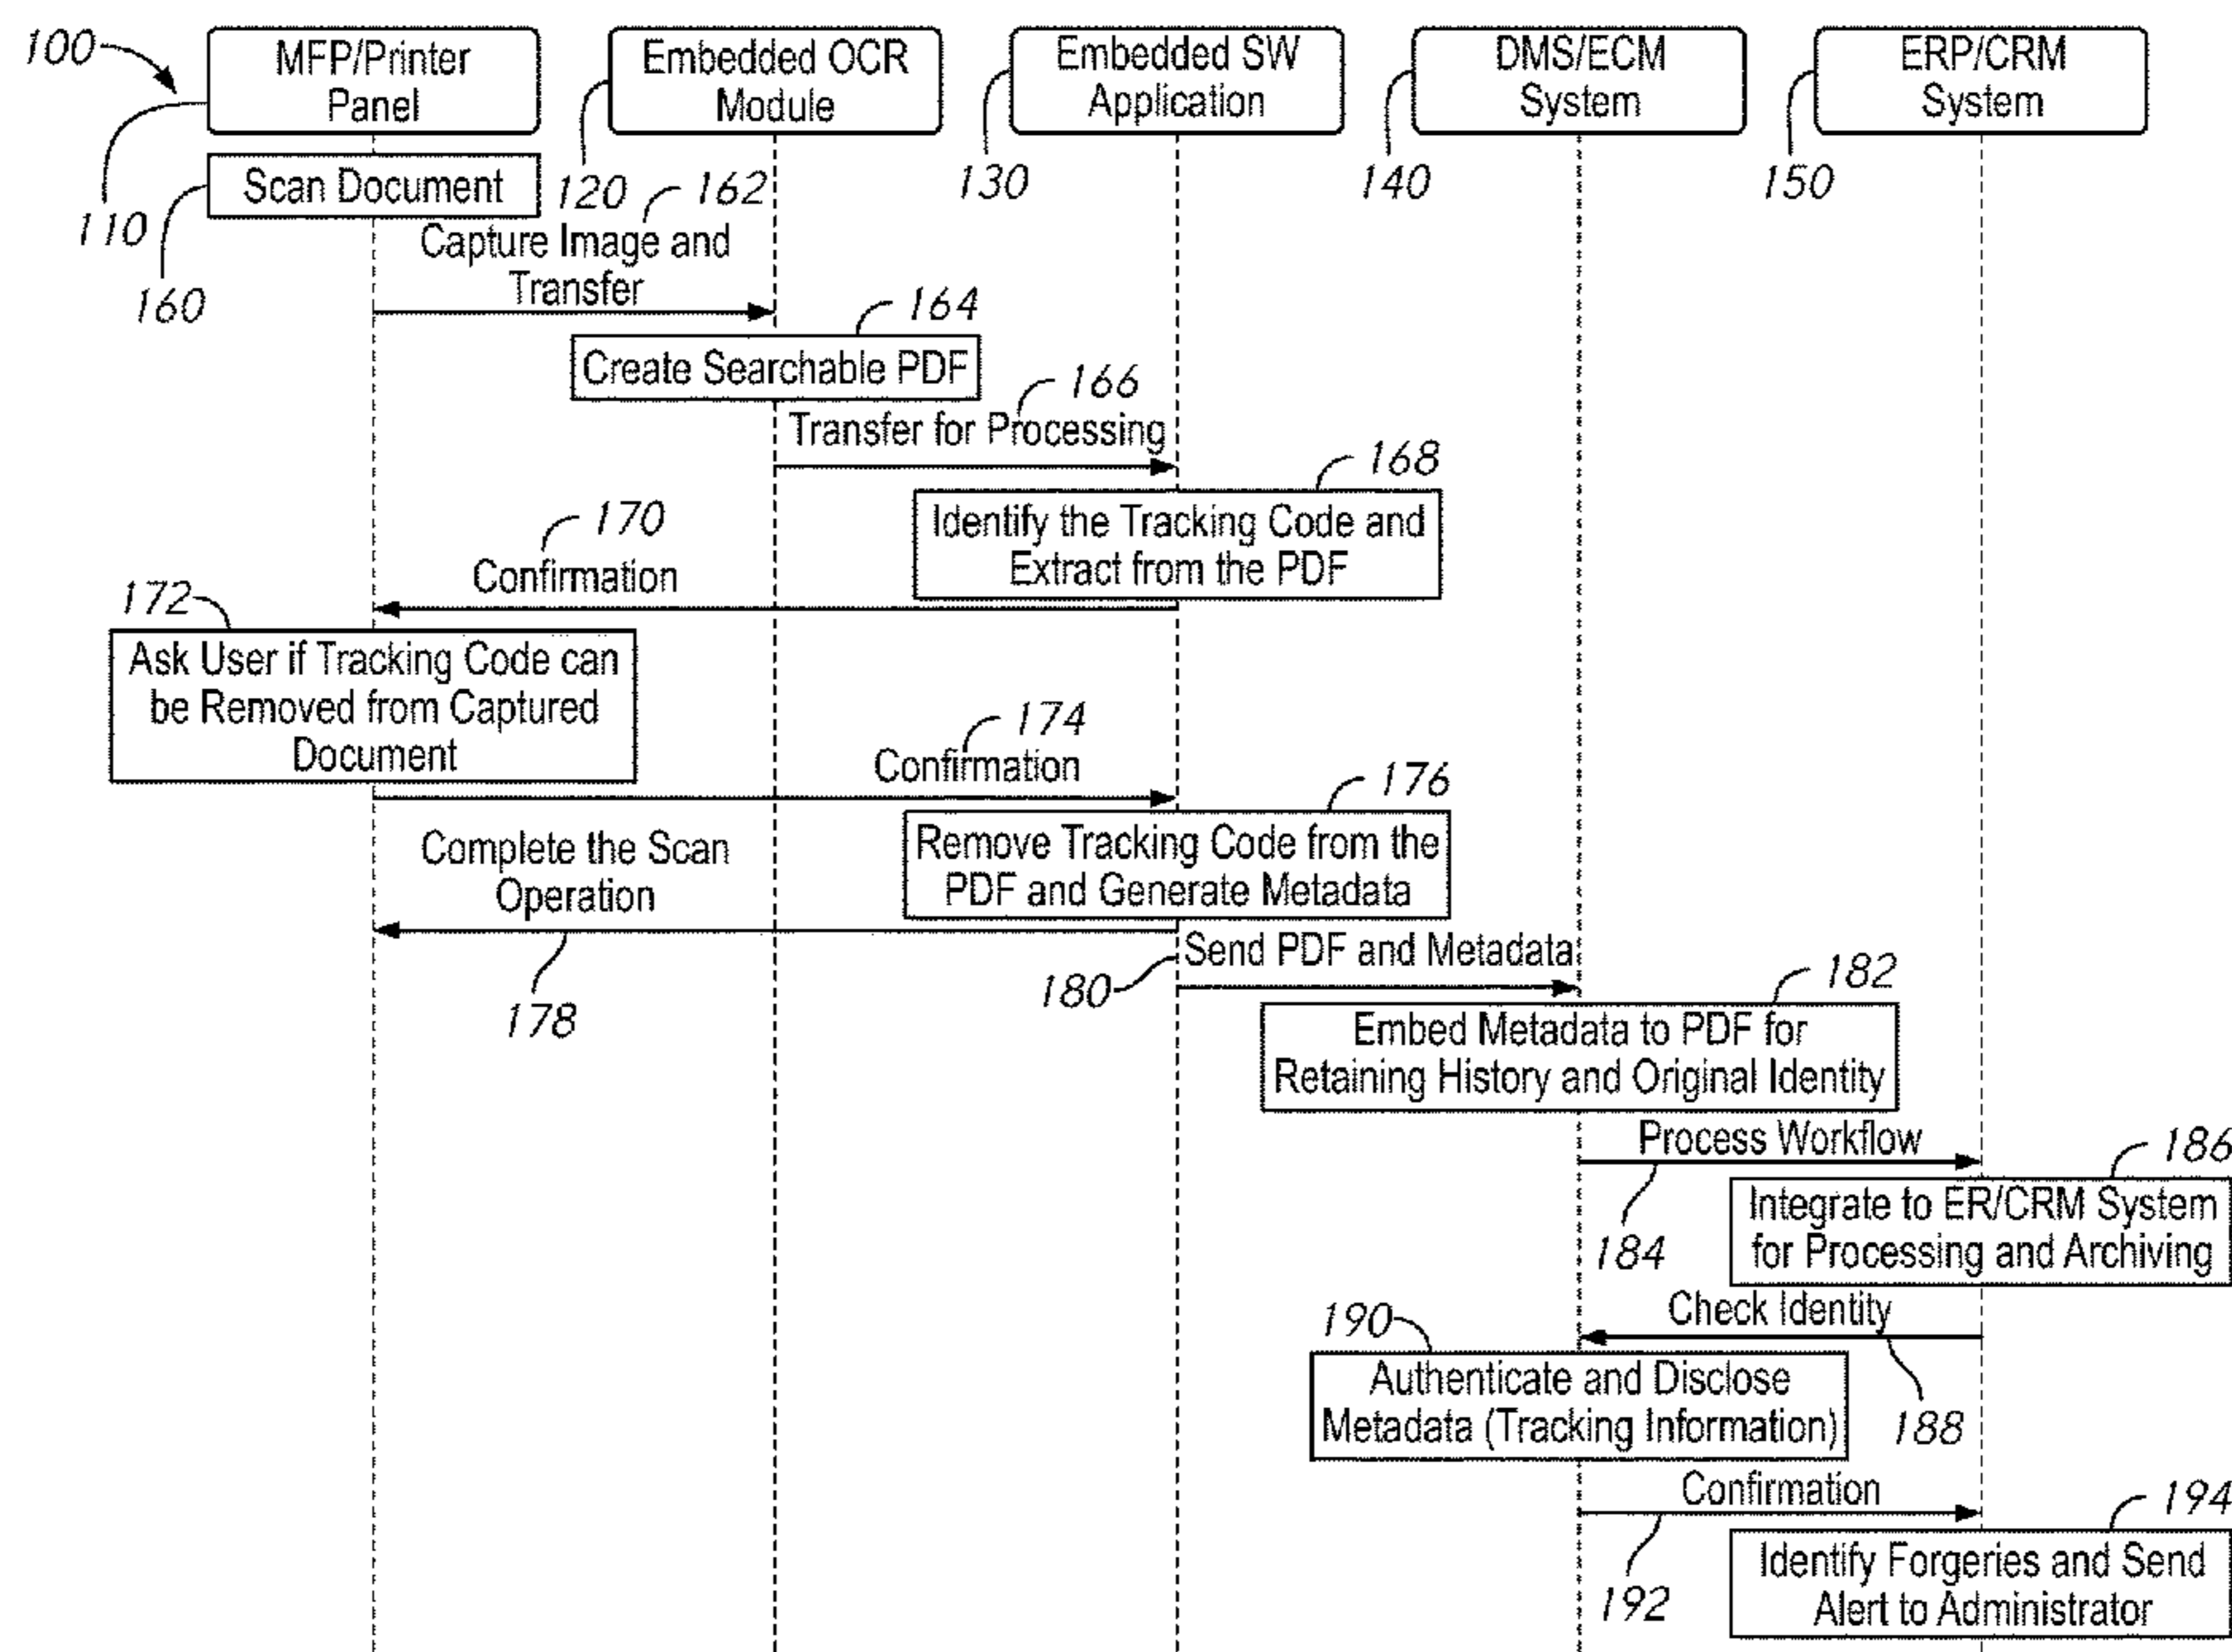 100
MFP/Printer
Panel
Embedded OCR
Module
Embedded SW
Application
DMS/ECM
System
ERP/CRM
System
110
120
130
140
150
Scan Document
160
162
Capture Image and
Transfer
164
Create Searchable PDF
166
Transfer for Processing
168
Identify the Tracking Code and
Extract from the PDF
170
Confirmation
172
Ask User if Tracking Code can
be Removed from Captured
Document
174
Confirmation
176
Remove Tracking Code from the
PDF and Generate Metadata
Complete the Scan
Operation
178
Send PDF and Metadata
180
182
Embed Metadata to PDF for
Retaining History and Original Identity
Process Workflow
184
186
Integrate to ER/CRM System
for Processing and Archiving
Check Identity
188
190
Authenticate and Disclose
Metadata (Tracking Information)
Confirmation
192
194
Identify Forgeries and Send
Alert to Administrator